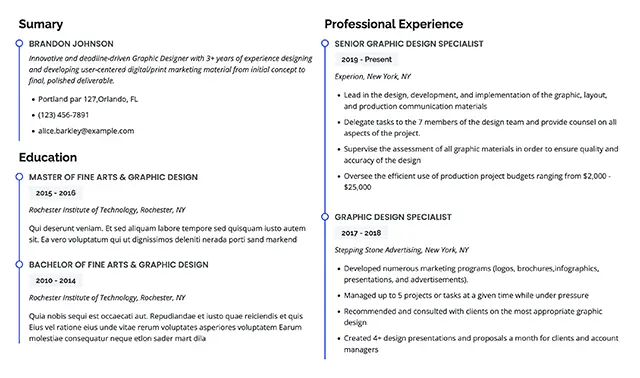 Sumary
BRANDON JOHNSON
Innovative and deadline-driven Graphic Designer with 3+ years of experience designing
and developing user-centered digital/print marketing material from initial concept to
final, polished deliverable.
• Portland par 127,Orlando, FL
• (123) 456-7891
• alice.barkley@example.com
Education
MASTER OF FINE ARTS & GRAPHIC DESIGN
2015 - 2016
Rochester Institute of Technology, Rochester, NY
Qui deserunt veniam. Et sed aliquam labore tempore sed quisquam iusto autem
sit. Ea vero voluptatum qui ut dignissimos deleniti nerada porti sand markend
BACHELOR OF FINE ARTS & GRAPHIC DESIGN
2010 - 2014
Rochester Institute of Technology, Rochester, NY
Quia nobis sequi est occaecati aut. Repudiandae et iusto quae reiciendis et quis
Eius vel ratione eius unde vitae rerum voluptates asperiores voluptatem Earum
molestiae consequatur neque etlon sader mart dila
Professional Experience
SENIOR GRAPHIC DESIGN SPECIALIST
2019 - Present
Experion, New York, NY
• Lead in the design, development, and implementation of the graphic, layout,
and production communication materials
• Delegate tasks to the 7 members of the design team and provide counsel on all
aspects of the project.
• Supervise the assessment of all graphic materials in order to ensure quality and
accuracy of the design
• Oversee the efficient use of production project budgets ranging from $2,000 -
$25,000
GRAPHIC DESIGN SPECIALIST
2017 - 2018
Stepping Stone Advertising, New York, NY
• Developed numerous marketing programs (logos, brochures,infographics,
presentations, and advertisements).
• Managed up to 5 projects or tasks at a given time while under pressure
• Recommended and consulted with clients on the most appropriate graphic
design
• Created 4+ design presentations and proposals a month for clients and account
managers